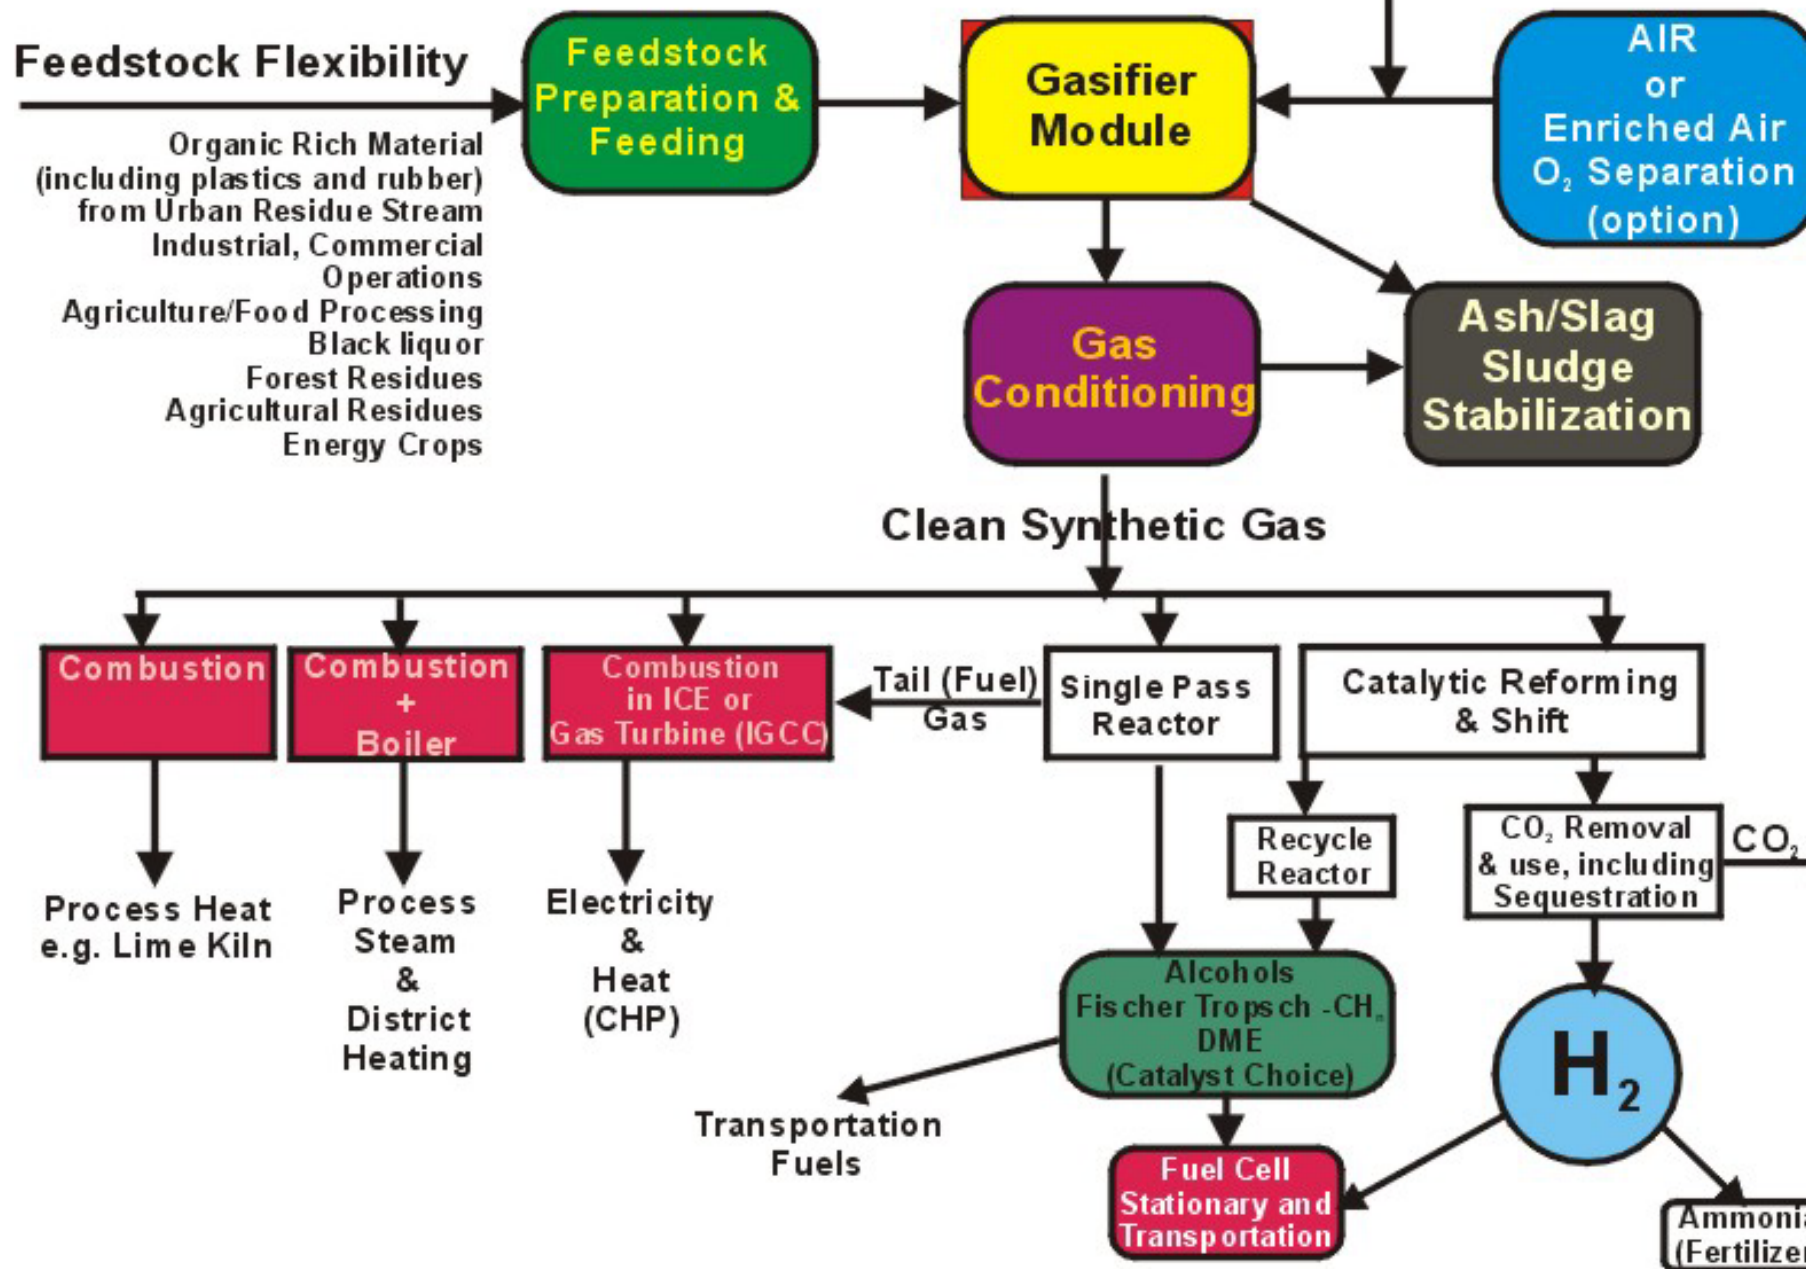 Feedstock Flexibility
Organic Rich Material
(including plastics and rubber)
from Urban Residue Stream
Industrial, Commercial
Operations
Agriculture/Food Processing
Black liquor
Forest Residues
Agricultural Residues
Energy Crops
Feedstock
Preparation &
Feeding
Gasifier
Module
AIR
or
Enriched Air
O₂ Separation
(option)
Gas
Conditioning
Ash/Slag
Sludge
Stabilization
Clean Synthetic Gas
Combustion
Combustion
+
Boiler
Combustion
in ICE or
Gas Turbine (IGCC)
Tail (Fuel)
Gas
Single Pass
Reactor
Catalytic Reforming
& Shift
Recycle
Reactor
CO₂ Removal
& use, including
Sequestration
CO₂
Process Heat
e.g. Lime Kiln
Process
Steam
&
District
Heating
Electricity
&
Heat
(CHP)
Alcohols
Fischer Tropsch -CHₙ
DME
(Catalyst Choice)
H₂
Transportation
Fuels
Fuel Cell
Stationary and
Transportation
Ammonia
(Fertilizer